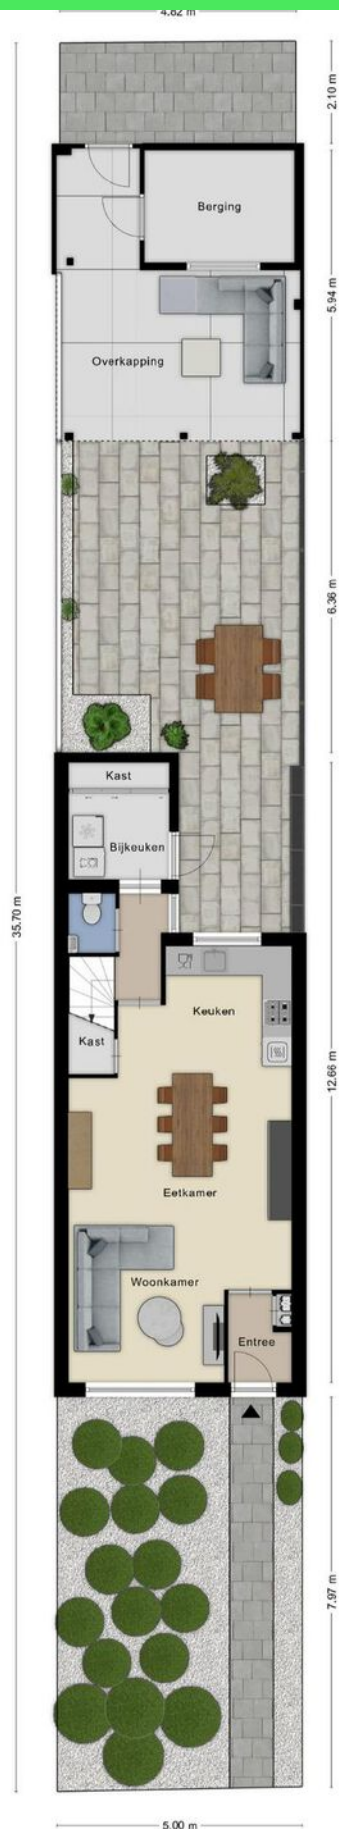 4.82 m
2.10 m
Berging
5.94 m
Overkapping
6.36 m
Kast
Bijkeuken
35.70 m
Keuken
Kast
12.66 m
Eetkamer
Woonkamer
Entree
7.97 m
5.00 m